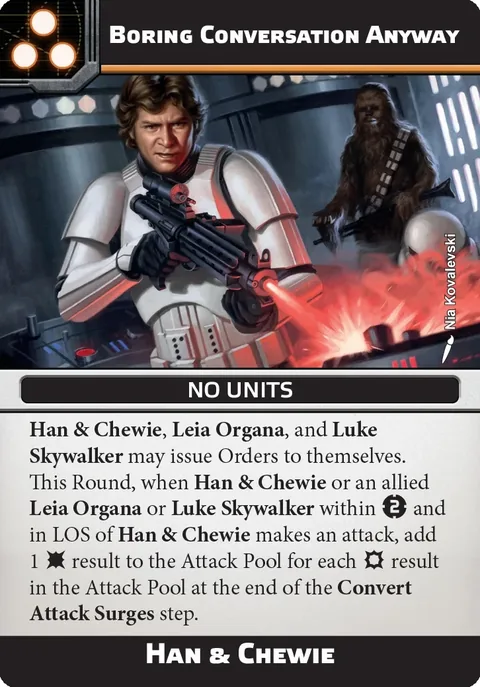 Boring Conversation Anyway
Nia Kovalevski
NO UNITS
Han & Chewie, Leia Organa, and Luke
Skywalker may issue Orders to themselves.
This Round, when Han & Chewie or an allied
Leia Organa or Luke Skywalker within 2 and
in LOS of Han & Chewie makes an attack, add
1 result to the Attack Pool for each result
in the Attack Pool at the end of the Convert
Attack Surges step.
Han & Chewie